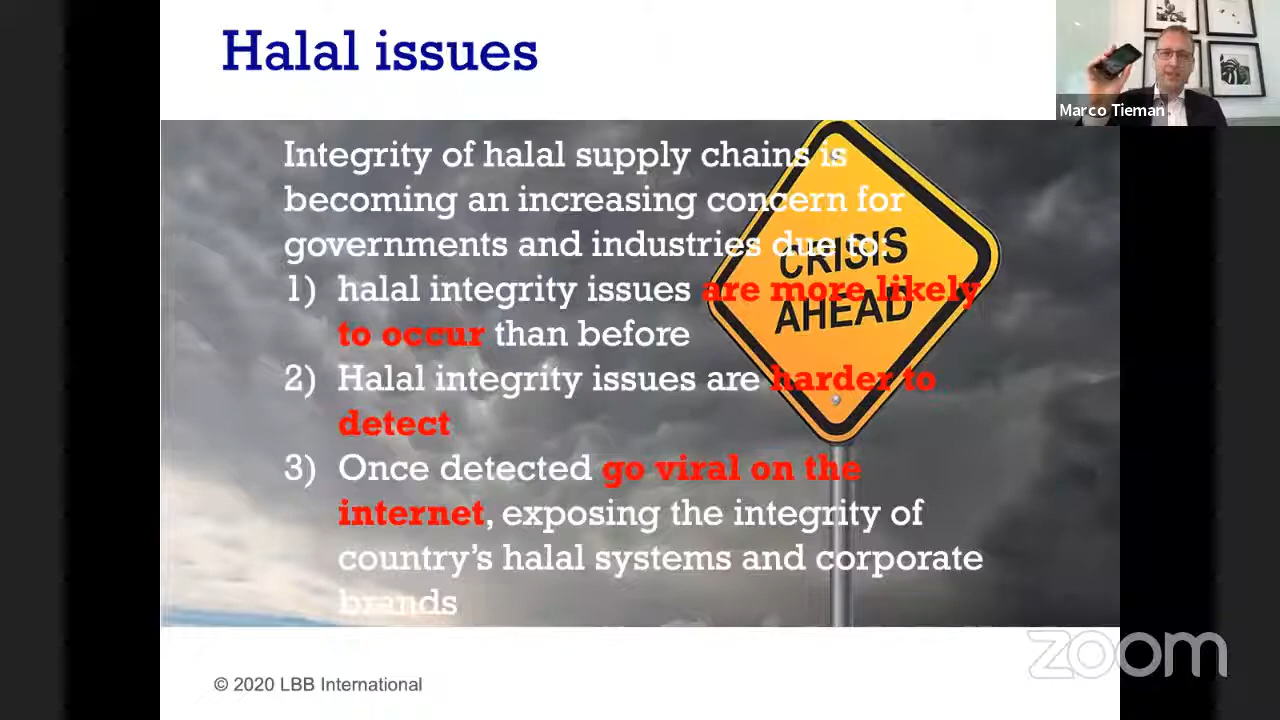 Halal issues
Marco Tieman
Integrity of halal supply chains is
becoming an increasing concern for
governments and industries due to:
CRISIS
AHEAD
1) halal integrity issues are more likely
to occur than before
2) Halal integrity issues are harder to
detect
3) Once detected go viral on the
internet, exposing the integrity of
country's halal systems and corporate
brands
zoom
© 2020 LBB International